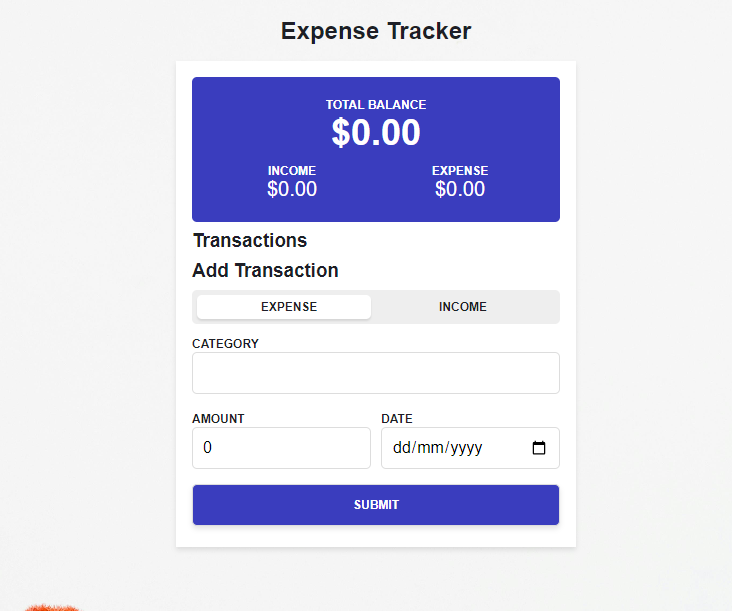 Expense Tracker
TOTAL BALANCE
$0.00
INCOME EXPENSE
$0.00 $0.00
Transactions
Add Transaction
EXPENSE INCOME
CATEGORY
AMOUNT DATE
0 dd/mm/yyyy
SUBMIT